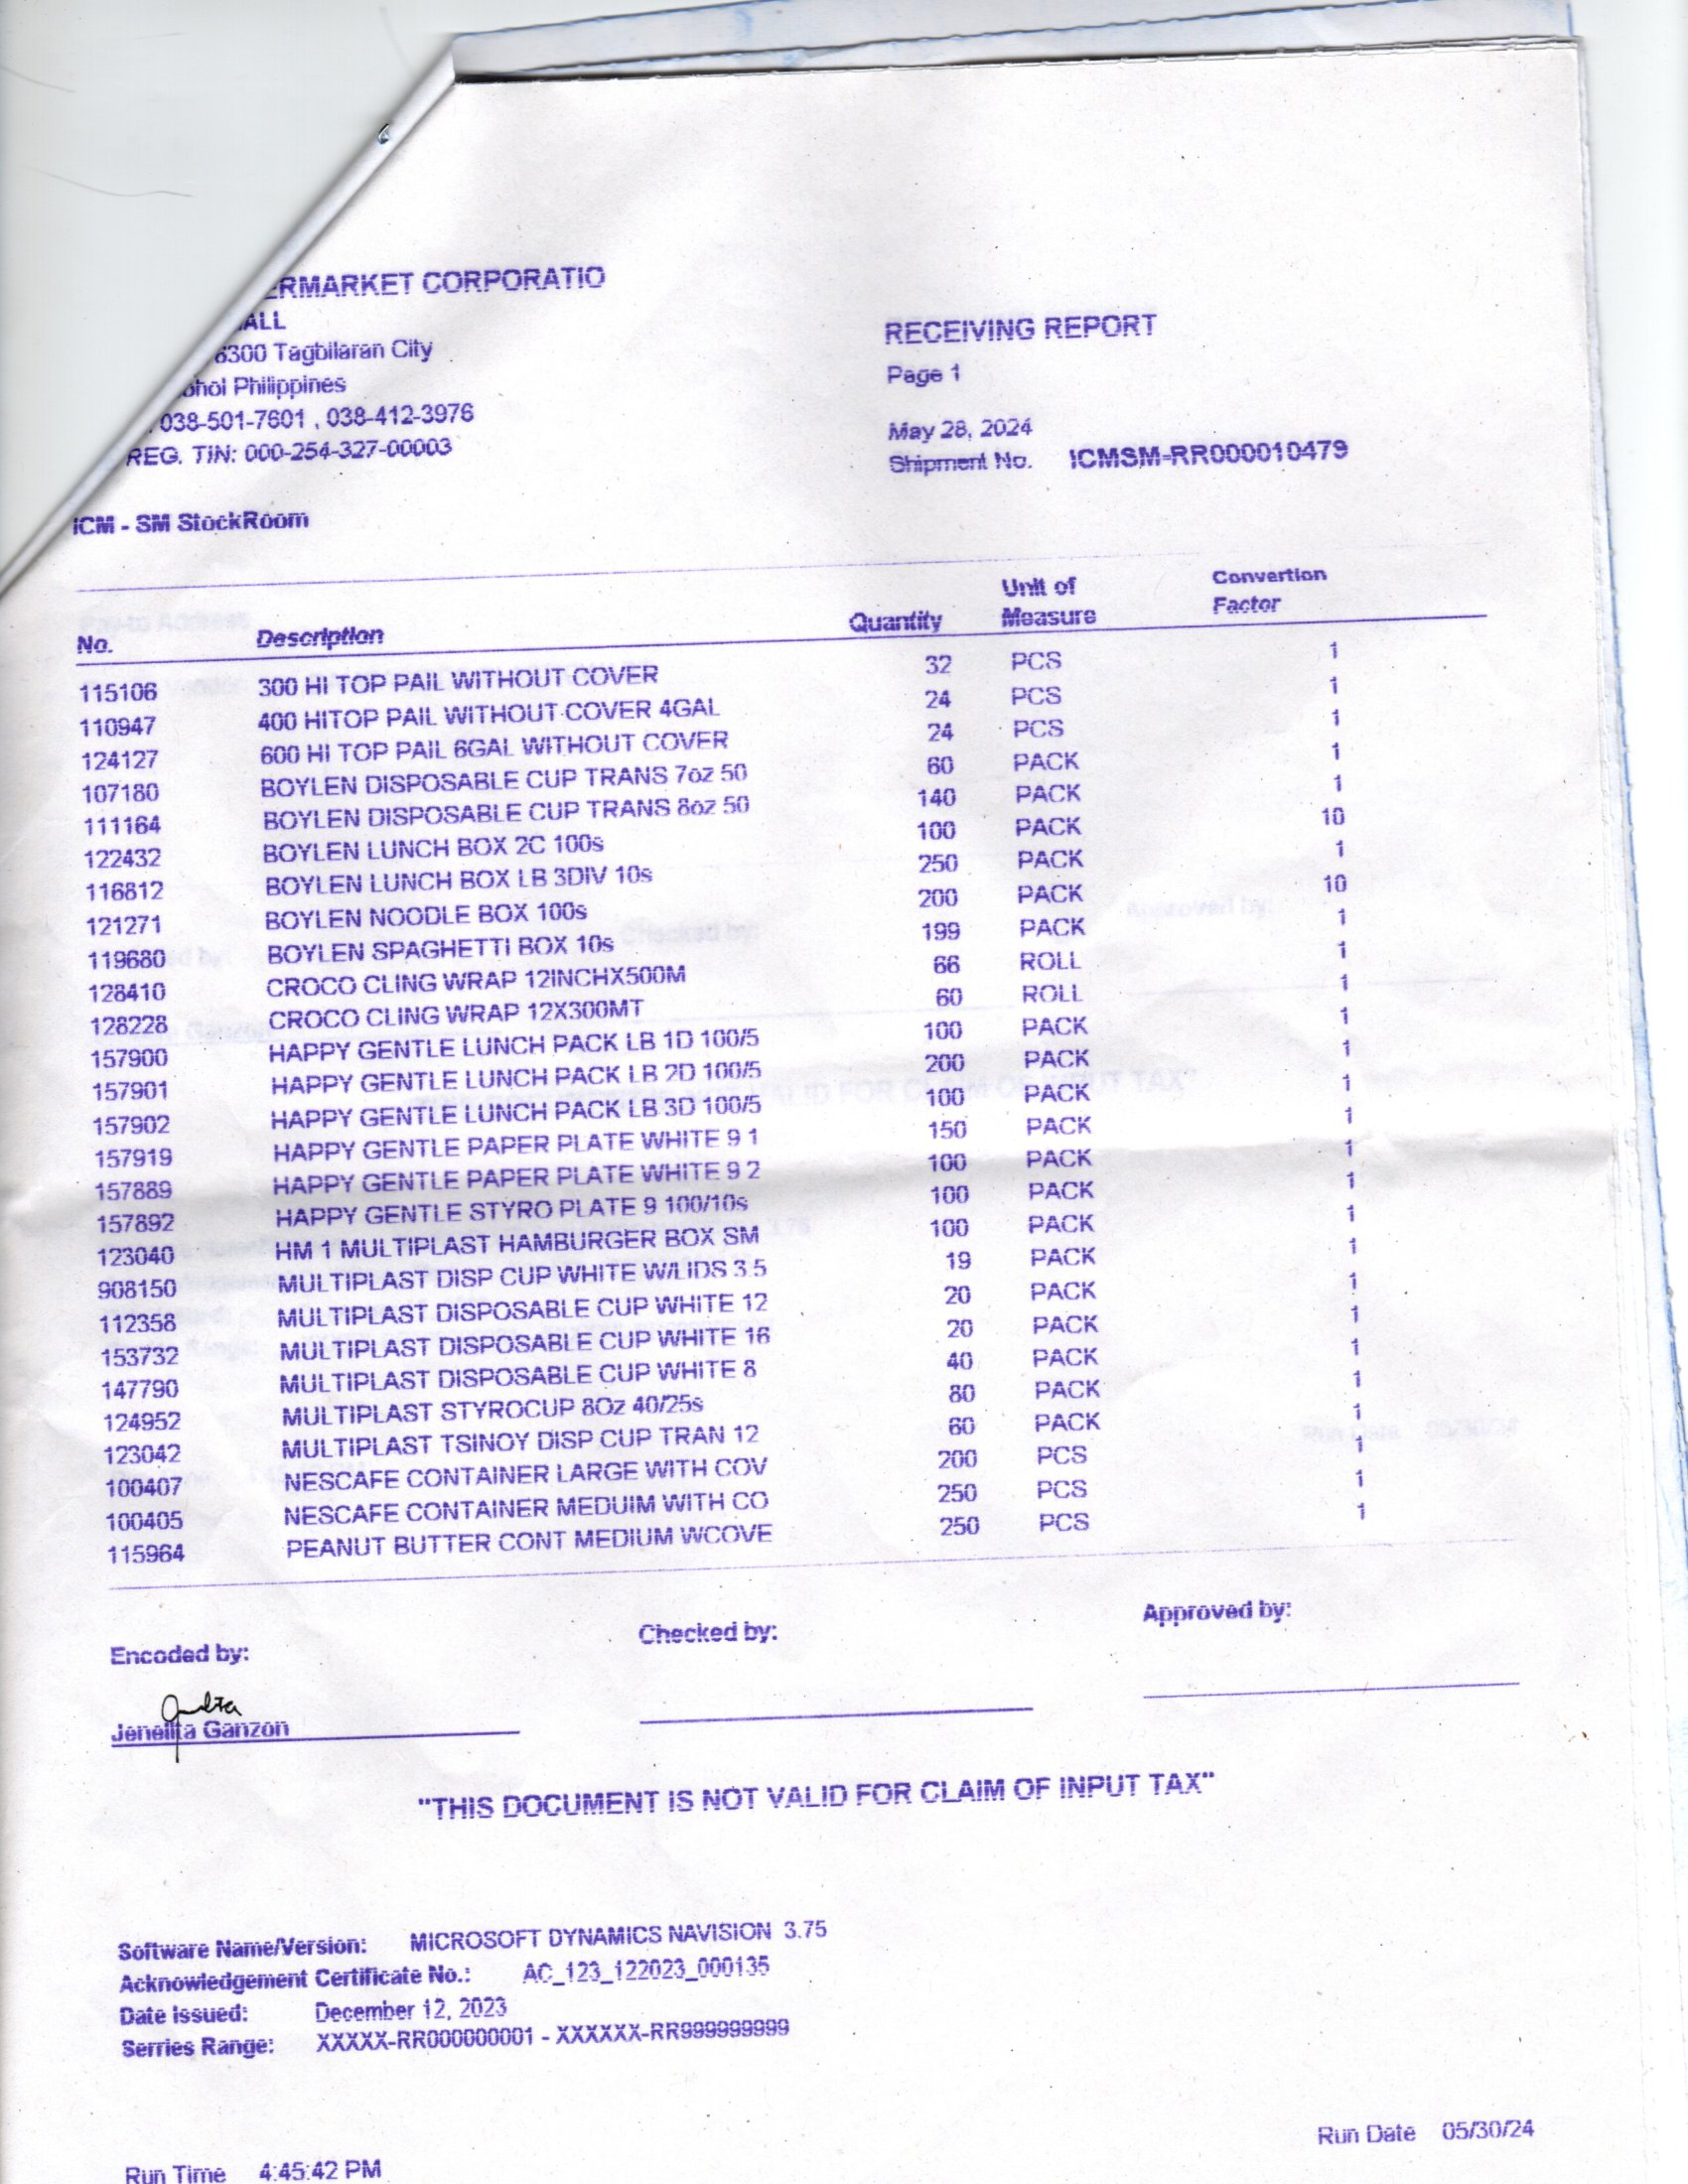 ERMARKET CORPORATIO
ALL
6300 Tagbilaran City
ohol Philippines
038-501-7601 , 038-412-3976
REG. TIN: 000-254-327-00003
RECEIVING REPORT
Page 1
May 28, 2024
Shipment No. ICMSM-RR000010479
ICM - SM StockRoom
No. Description Quantity Unit of Measure Convertion Factor
115106 300 HI TOP PAIL WITHOUT COVER 32 PCS 1
110947 400 HITOP PAIL WITHOUT COVER 4GAL 24 PCS 1
124127 600 HI TOP PAIL 6GAL WITHOUT COVER 24 PCS 1
107180 BOYLEN DISPOSABLE CUP TRANS 7oz 50 60 PACK 1
111164 BOYLEN DISPOSABLE CUP TRANS 8oz 50 140 PACK 1
122432 BOYLEN LUNCH BOX 2C 100s 100 PACK 10
116812 BOYLEN LUNCH BOX LB 3DIV 10s 250 PACK 1
121271 BOYLEN NOODLE BOX 100s 200 PACK 10
119680 BOYLEN SPAGHETTI BOX 10s 199 PACK 1
128410 CROCO CLING WRAP 12INCHX500M 66 ROLL 1
128228 CROCO CLING WRAP 12X300MT 60 ROLL 1
157900 HAPPY GENTLE LUNCH PACK LB 1D 100/5 100 PACK 1
157901 HAPPY GENTLE LUNCH PACK LB 2D 100/5 200 PACK 1
157902 HAPPY GENTLE LUNCH PACK LB 3D 100/5 100 PACK 1
157919 HAPPY GENTLE PAPER PLATE WHITE 9 1 150 PACK 1
157889 HAPPY GENTLE PAPER PLATE WHITE 9 2 100 PACK 1
157892 HAPPY GENTLE STYRO PLATE 9 100/10s 100 PACK 1
123040 HM 1 MULTIPLAST HAMBURGER BOX SM 100 PACK 1
908150 MULTIPLAST DISP CUP WHITE W/LIDS 3.5 19 PACK 1
112358 MULTIPLAST DISPOSABLE CUP WHITE 12 20 PACK 1
153732 MULTIPLAST DISPOSABLE CUP WHITE 16 20 PACK 1
147790 MULTIPLAST DISPOSABLE CUP WHITE 8 40 PACK 1
124952 MULTIPLAST STYROCUP 8Oz 40/25s 80 PACK 1
123042 MULTIPLAST TSINOY DISP CUP TRAN 12 60 PACK 1
100407 NESCAFE CONTAINER LARGE WITH COV 200 PCS 1
100405 NESCAFE CONTAINER MEDUIM WITH CO 250 PCS 1
115964 PEANUT BUTTER CONT MEDIUM WCOVE 250 PCS 1
Encoded by: Checked by: Approved by:
Jenelita Ganzon
"THIS DOCUMENT IS NOT VALID FOR CLAIM OF INPUT TAX"
Software Name/Version: MICROSOFT DYNAMICS NAVISION 3.75
Acknowledgement Certificate No.: AC_123_122023_000135
Date Issued: December 12, 2023
Serries Range: XXXXX-RR000000001 - XXXXXX-RR999999999
Run Date 05/30/24
Run Time 4:45:42 PM